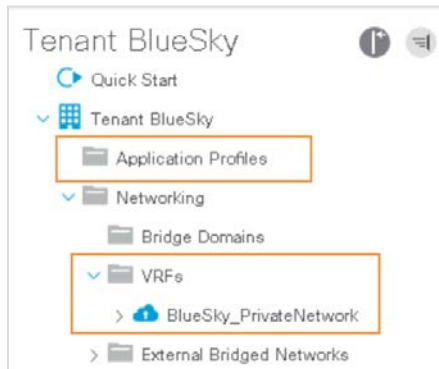 Tenant BlueSky
Quick Start
Tenant BlueSky
Application Profiles
Networking
Bridge Domains
VRFs
BlueSky_PrivateNetwork
External Bridged Networks